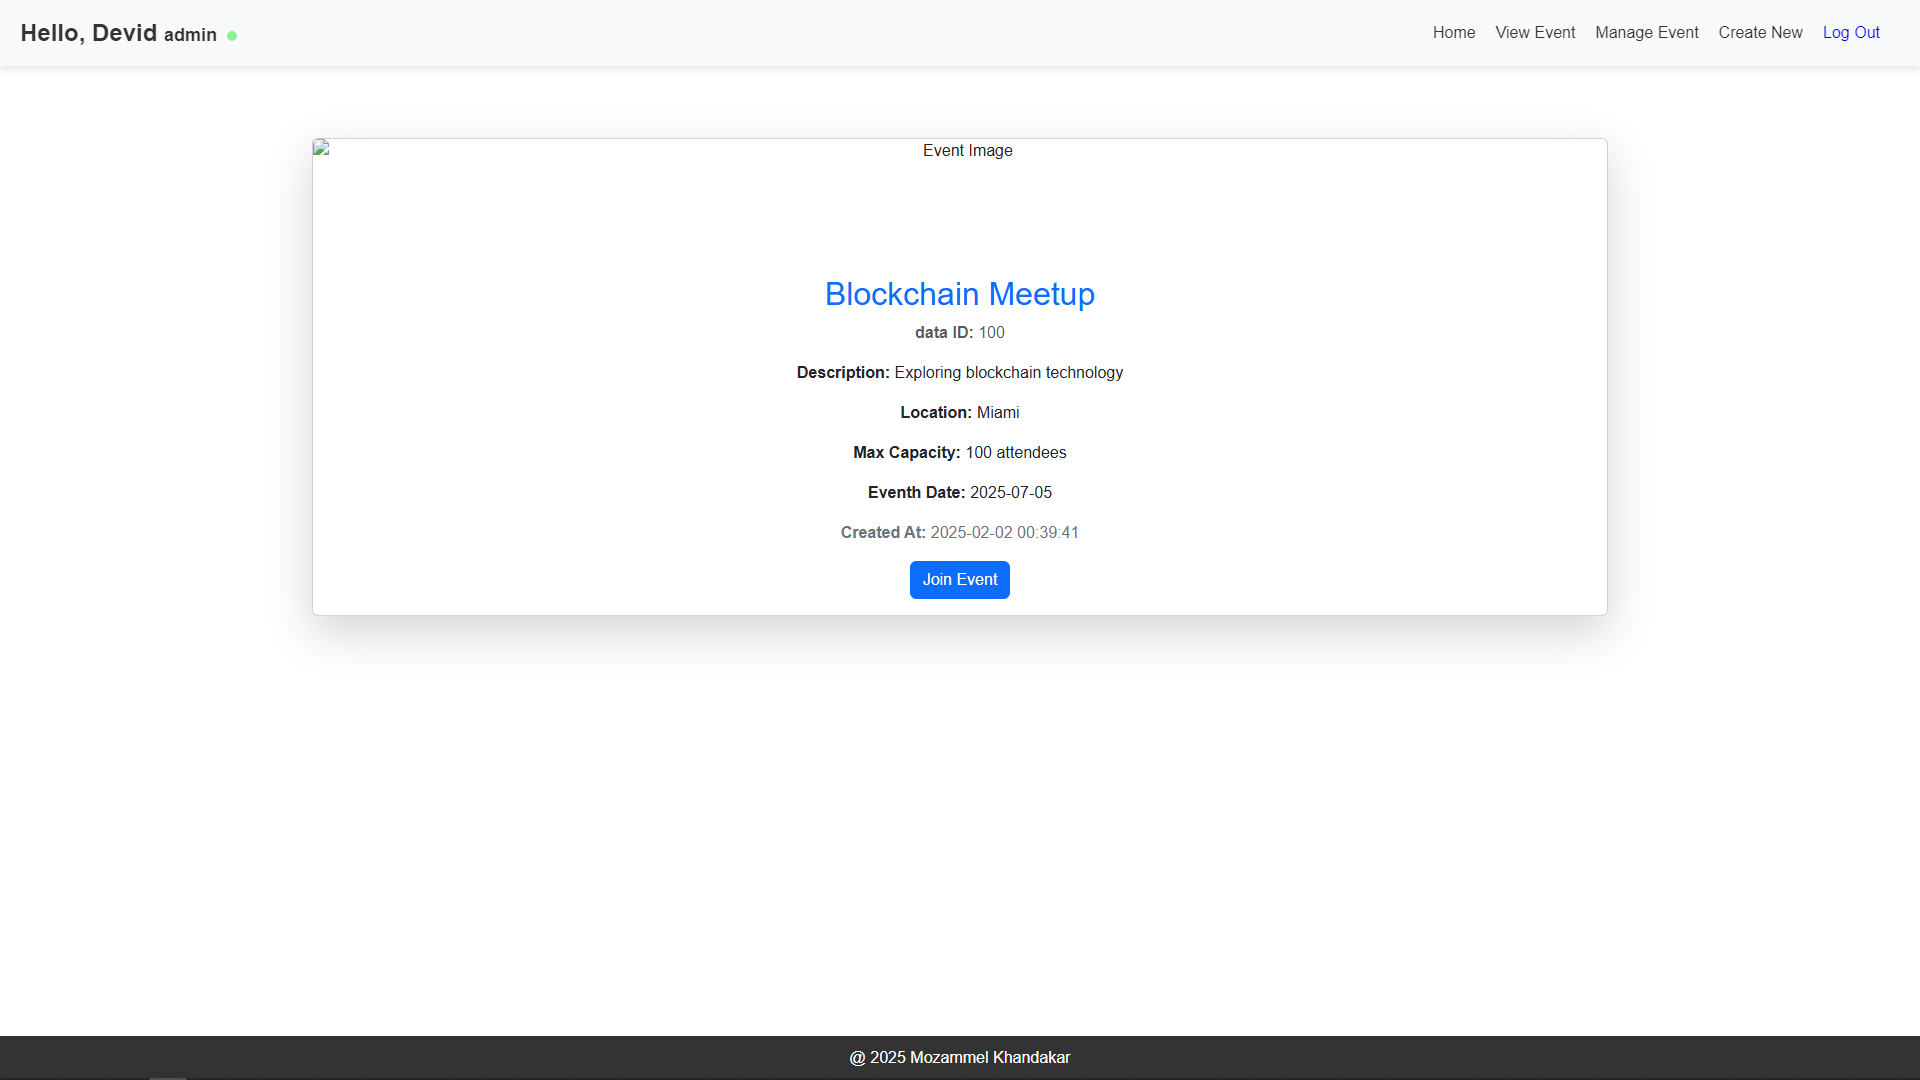 Hello, Devid admin
Home View Event Manage Event Create New Log Out
Event Image
Blockchain Meetup
data ID: 100
Description: Exploring blockchain technology
Location: Miami
Max Capacity: 100 attendees
Eventh Date: 2025-07-05
Created At: 2025-02-02 00:39:41
Join Event
@ 2025 Mozammel Khandakar